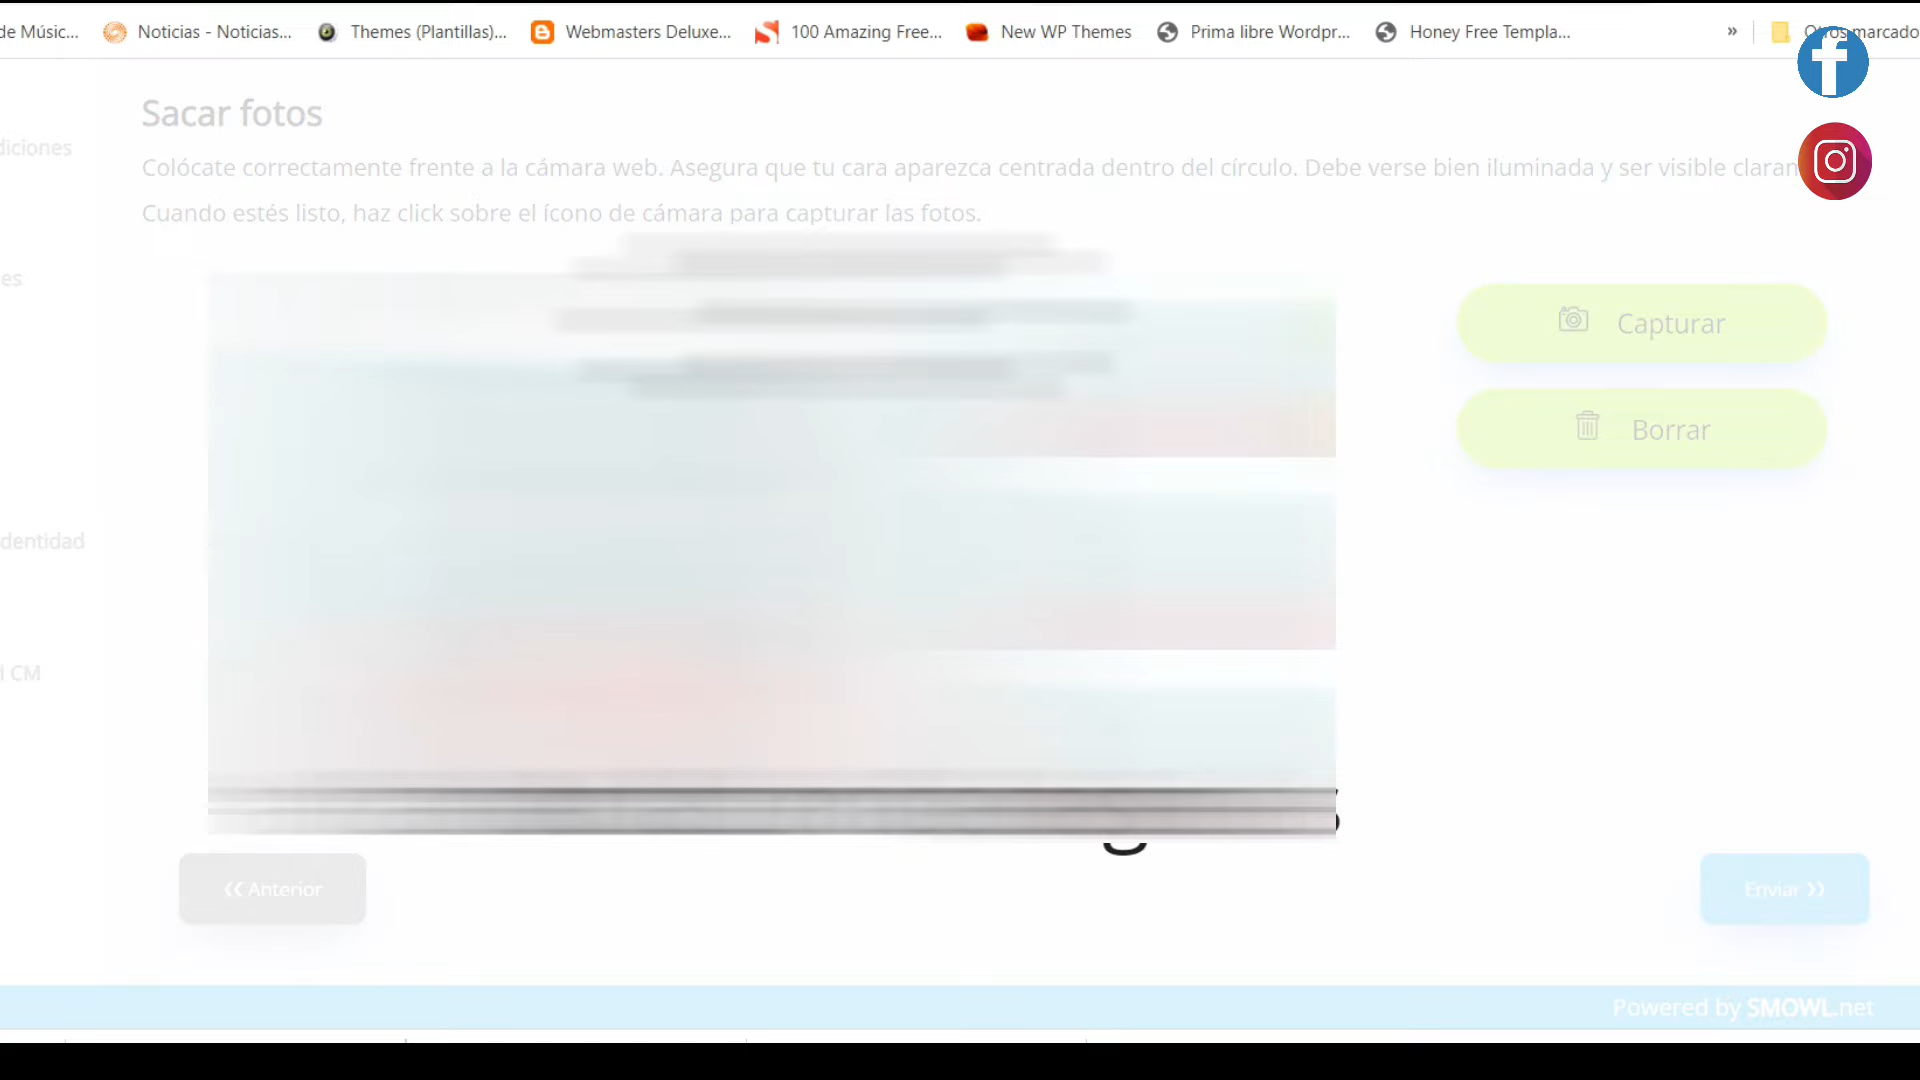 de Músic...
Noticias - Noticias...
Themes (Plantillas)...
Webmasters Deluxe...
100 Amazing Free...
New WP Themes
Prima libre Wordpr...
Honey Free Templa...
»
Otros marcado
Sacar fotos
diciones
Colócate correctamente frente a la cámara web. Asegura que tu cara aparezca centrada dentro del círculo. Debe verse bien iluminada y ser visible claram
Cuando estés listo, haz click sobre el ícono de cámara para capturar las fotos.
es
Capturar
Borrar
dentidad
l CM
‹‹ Anterior
Enviar ››
Powered by SMOWL.net